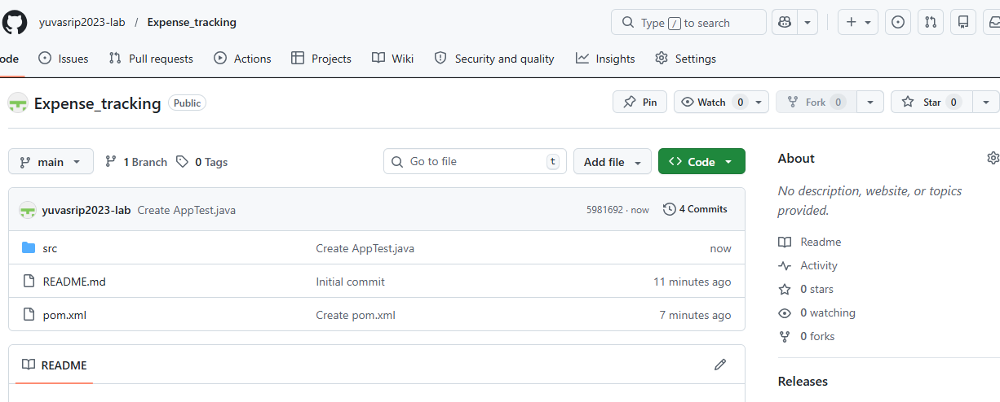 yuvasrip2023-lab / Expense_tracking Type / to search
ode Issues Pull requests Actions Projects Wiki Security and quality Insights Settings
Expense_tracking Public Pin Watch 0 Fork 0 Star 0
main 1 Branch 0 Tags Go to file t Add file Code
About
No description, website, or topics
provided.
yuvasrip2023-lab Create AppTest.java 5981692 · now 4 Commits
src Create AppTest.java now
README.md Initial commit 11 minutes ago
pom.xml Create pom.xml 7 minutes ago
README
Readme
Activity
0 stars
0 watching
0 forks
Releases